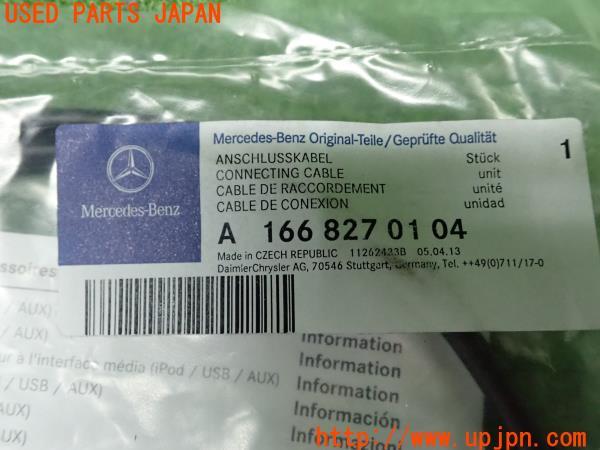 USED PARTS JAPAN
Mercedes-Benz
Mercedes-Benz Original-Teile/Geprüfte Qualität
ANSCHLUSSKABEL Stück 1
CONNECTING CABLE unit
CABLE DE RACCORDEMENT unité
CABLE DE CONEXION unidad
A 166 827 01 04
Made in CZECH REPUBLIC 11262433B 05.04.13
DaimlerChrysler AG, 70546 Stuttgart, Germany, Tel. ++49(0)711/17-0
ssoires
/ AUX)
Information
AUX)
Information
ur à l'interface média (iPod / USB / AUX)
Information
/ AUX)
Information
B / AUX)
Información
UX)
Informa
http://www.upjpn.com/